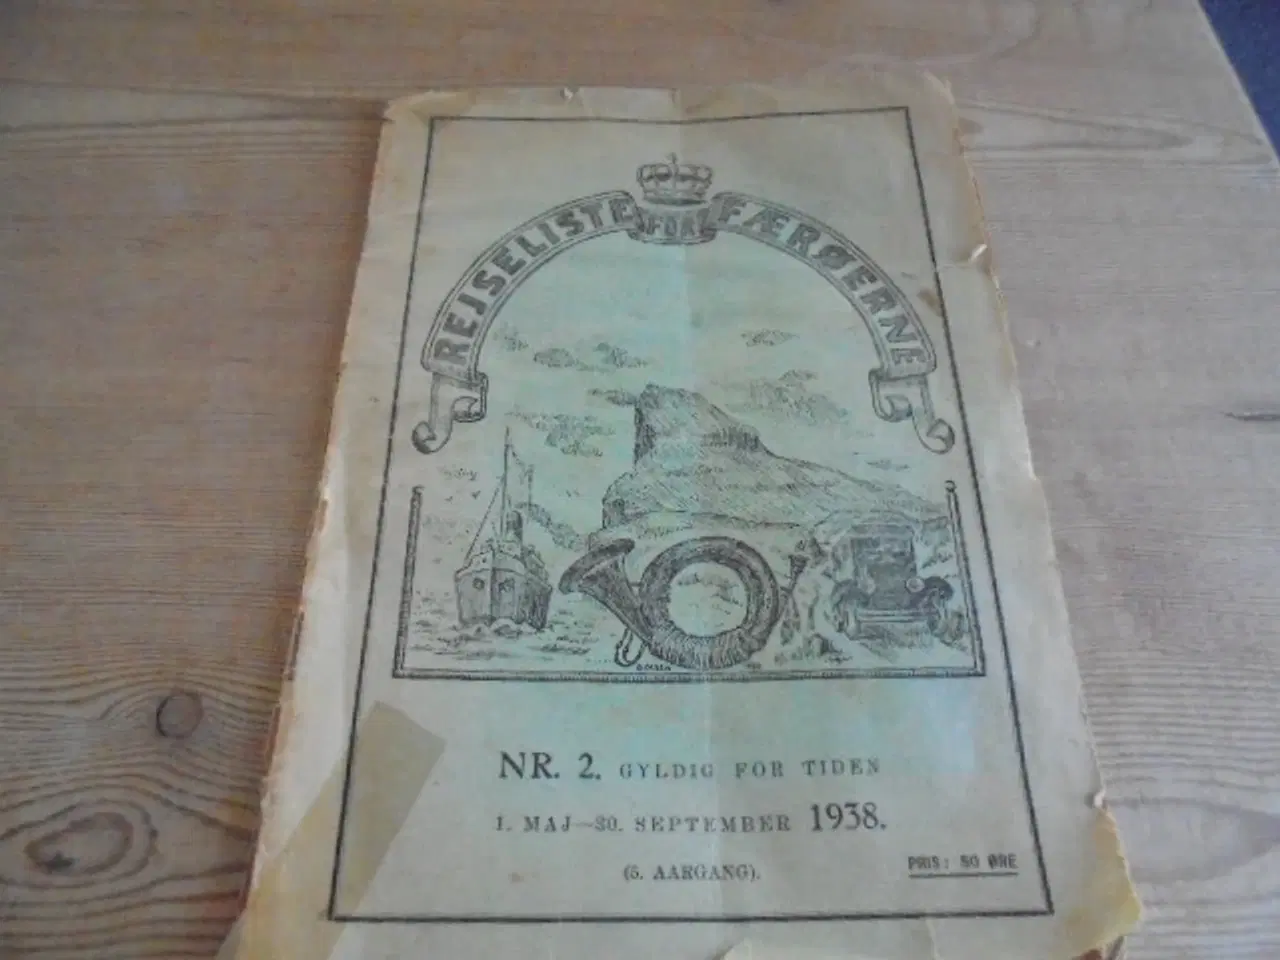 REJSELISTE FOR FÆRØERNE
NR. 2. GYLDIG FOR TIDEN
1. MAJ—30. SEPTEMBER 1938.
(5. AARGANG).
PRIS: 50 ØRE